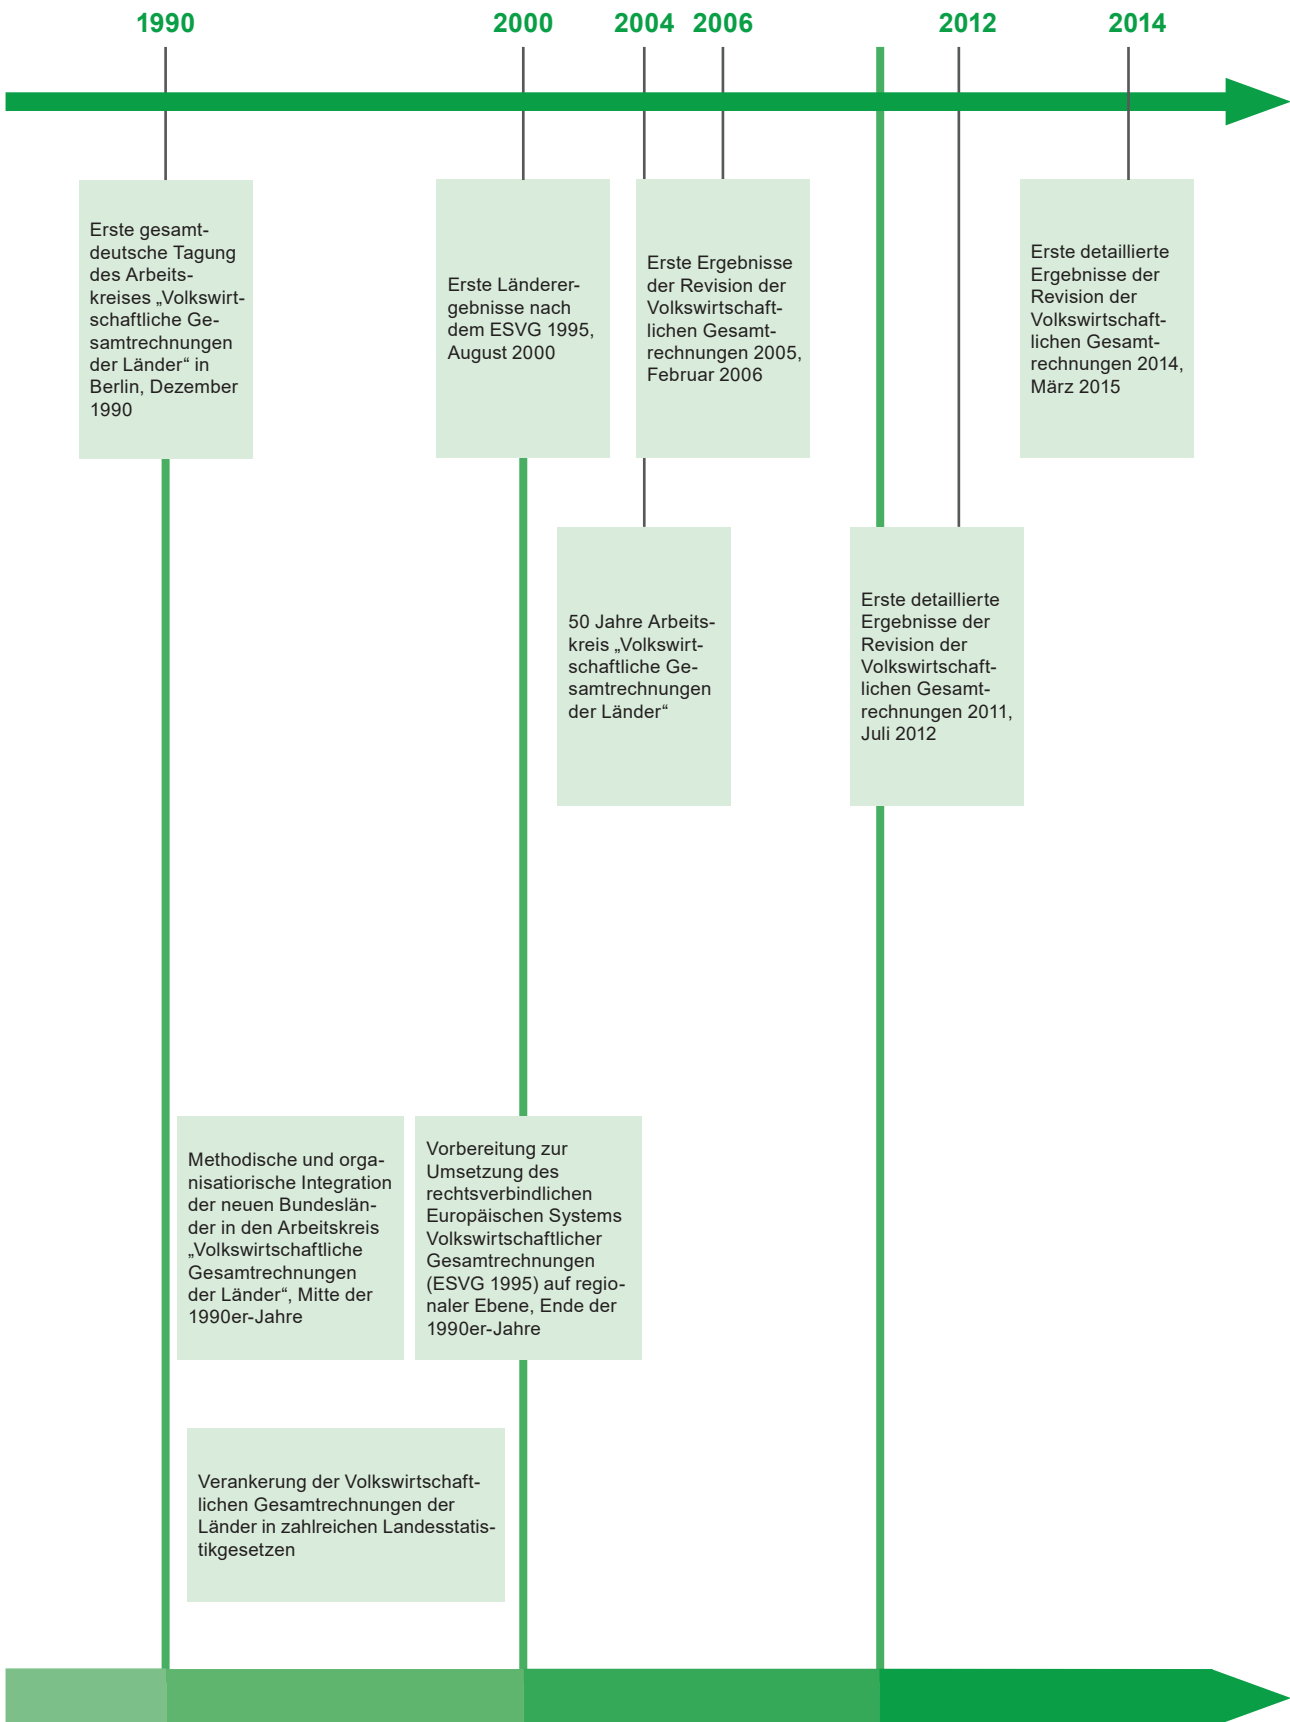 1990
2000
2004
2006
2012
2014
Erste gesamt-
deutsche Tagung
des Arbeits-
kreises „Volkswirt-
schaftliche Ge-
samtrechnungen
der Länder“ in
Berlin, Dezember
1990
Erste Länderer-
gebnisse nach
dem ESVG 1995,
August 2000
Erste Ergebnisse
der Revision der
Volkswirtschaft-
lichen Gesamt-
rechnungen 2005,
Februar 2006
Erste detaillierte
Ergebnisse der
Revision der
Volkswirtschaft-
lichen Gesamt-
rechnungen 2014,
März 2015
50 Jahre Arbeits-
kreis „Volkswirt-
schaftliche Ge-
samtrechnungen
der Länder“
Erste detaillierte
Ergebnisse der
Revision der
Volkswirtschaft-
lichen Gesamt-
rechnungen 2011,
Juli 2012
Methodische und orga-
nisatiorische Integration
der neuen Bundeslän-
der in den Arbeitskreis
„Volkswirtschaftliche
Gesamtrechnungen
der Länder“, Mitte der
1990er-Jahre
Vorbereitung zur
Umsetzung des
rechtsverbindlichen
Europäischen Systems
Volkswirtschaftlicher
Gesamtrechnungen
(ESVG 1995) auf regio-
naler Ebene, Ende der
1990er-Jahre
Verankerung der Volkswirtschaft-
lichen Gesamtrechnungen der
Länder in zahlreichen Landesstatis-
tikgesetzen